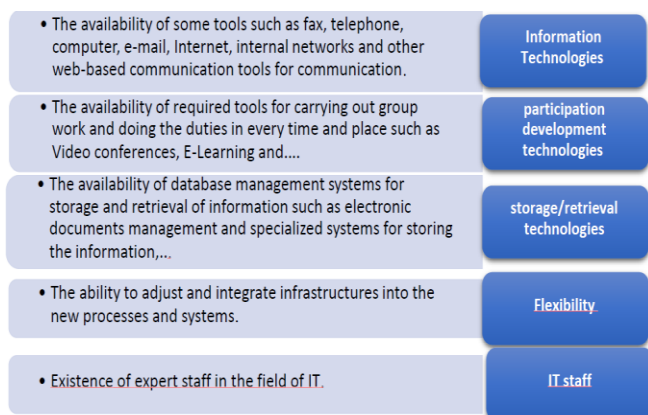 • The availability of some tools such as fax, telephone,
computer, e-mail, Internet, internal networks and other
web-based communication tools for communication.
Information
Technologies
• The availability of required tools for carrying out group
work and doing the duties in every time and place such as
Video conferences, E-Learning and....
participation
development
technologies
• The availability of database management systems for
storage and retrieval of information such as electronic
documents management and specialized systems for storing
the information,...
storage/retrieval
technologies
• The ability to adjust and integrate infrastructures into the
new processes and systems.
Flexibility
• Existence of expert staff in the field of IT.
IT staff